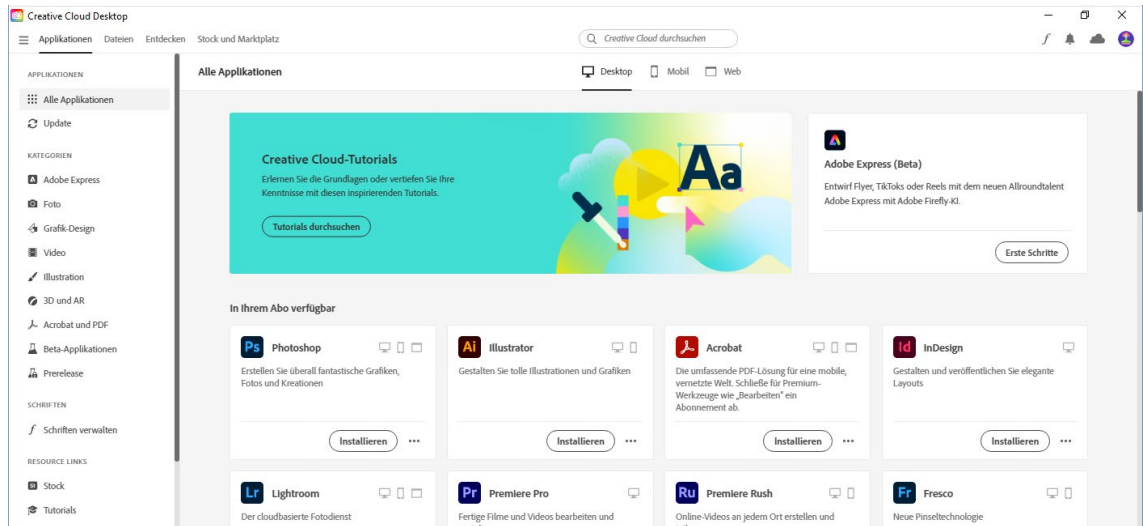 Creative Cloud Desktop
Applikationen Dateien Entdecken Stock und Marktplatz
Creative Cloud durchsuchen
APPLIKATIONEN
Alle Applikationen
Update
KATEGORIEN
Adobe Express
Foto
Grafik-Design
Video
Illustration
3D und AR
Acrobat und PDF
Beta-Applikationen
Prerelease
SCHRIFTEN
Schriften verwalten
RESOURCE LINKS
Stock
Tutorials
Alle Applikationen
Desktop Mobil Web
Creative Cloud-Tutorials
Erlernen Sie die Grundlagen oder vertiefen Sie Ihre
Kenntnisse mit diesen inspirierenden Tutorials.
Tutorials durchsuchen
Aa
Adobe Express (Beta)
Entwirf Flyer, TikToks oder Reels mit dem neuen Allroundtalent
Adobe Express mit Adobe Firefly-KI.
Erste Schritte
In Ihrem Abo verfügbar
Ps Photoshop
Erstellen Sie überall fantastische Grafiken,
Fotos und Kreationen
Installieren
Ai Illustrator
Gestalten Sie tolle Illustrationen und Grafiken
Installieren
Acrobat
Die umfassende PDF-Lösung für eine mobile,
vernetzte Welt. Schließe für Premium-
Werkzeuge wie „Bearbeiten" ein
Abonnement ab.
Installieren
Id InDesign
Gestalten und veröffentlichen Sie elegante
Layouts
Installieren
Lr Lightroom
Der cloudbasierte Fotodienst
Pr Premiere Pro
Fertige Filme und Videos bearbeiten und
Ru Premiere Rush
Online-Videos an jedem Ort erstellen und
Fr Fresco
Neue Pinseltechnologie